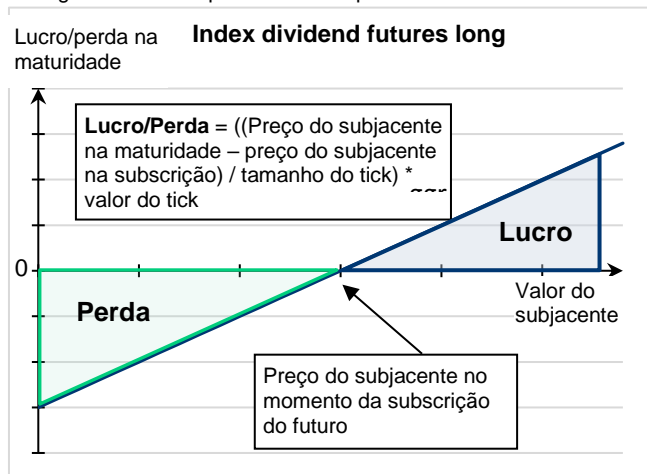 Lucro/perda na
maturidade
Index dividend futures long
Lucro/Perda = ((Preço do subjacente
na maturidade – preço do subjacente
na subscrição) / tamanho do tick) *
valor do tick
Lucro
0
Perda
Valor do
subjacente
Preço do subjacente no
momento da subscrição
do futuro